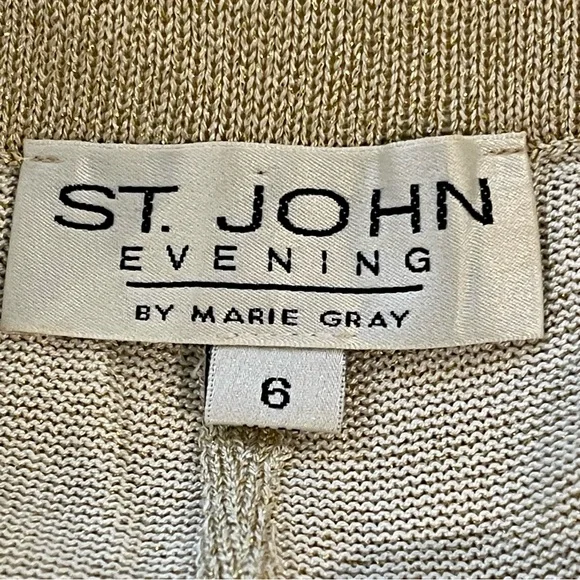 ST. JOHN
EVENING
BY MARIE GRAY
6